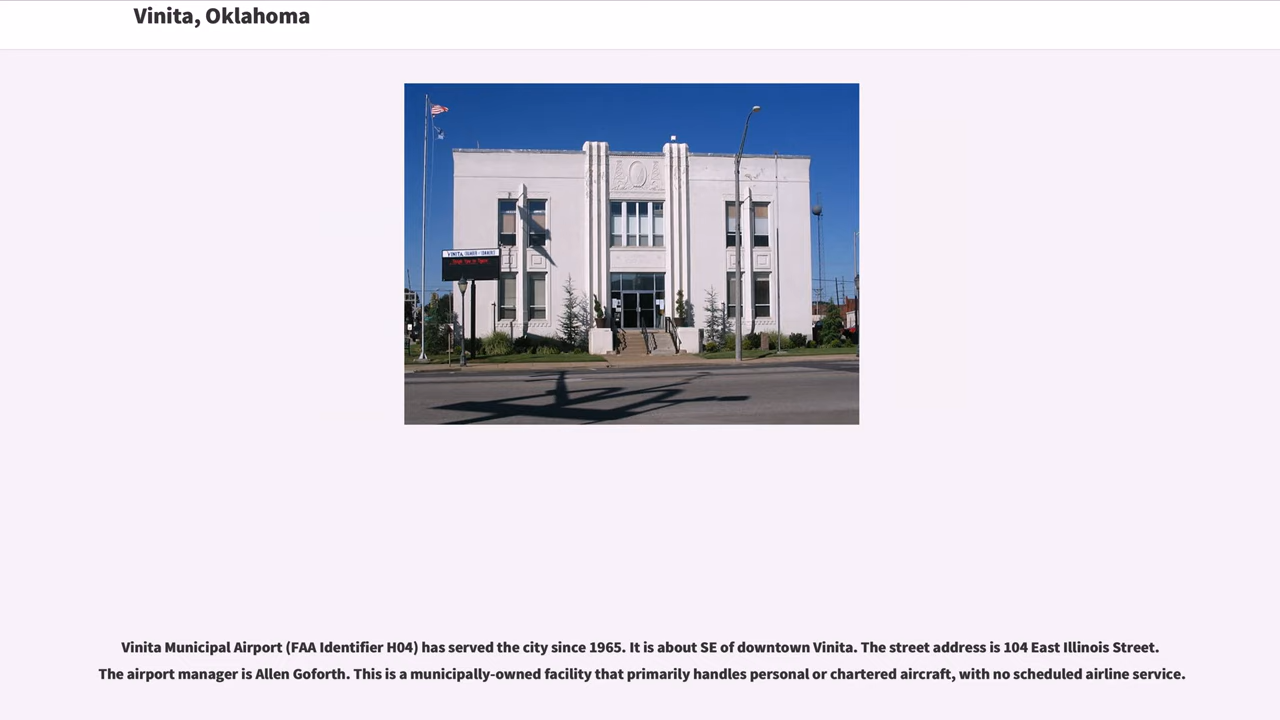 Vinita, Oklahoma
VINITA
Vinita Municipal Airport (FAA Identifier H04) has served the city since 1965. It is about SE of downtown Vinita. The street address is 104 East Illinois Street.
The airport manager is Allen Goforth. This is a municipally-owned facility that primarily handles personal or chartered aircraft, with no scheduled airline service.